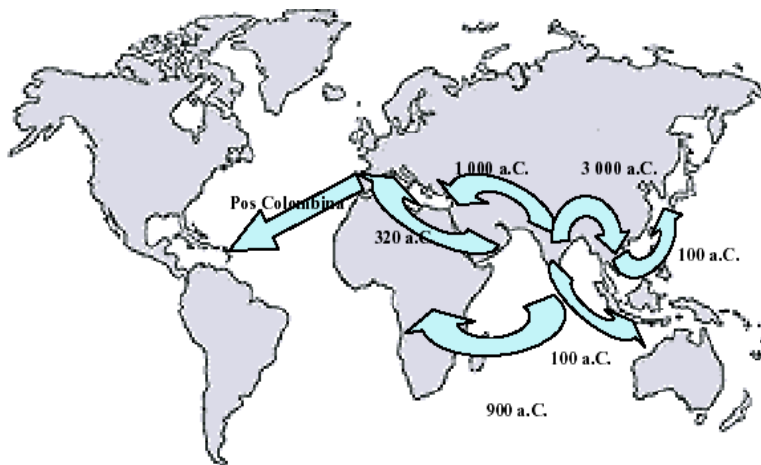 1 000 a.C.
3 000 a.C.
Pos Colombina
320 a.C.
100 a.C.
100 a.C.
900 a.C.